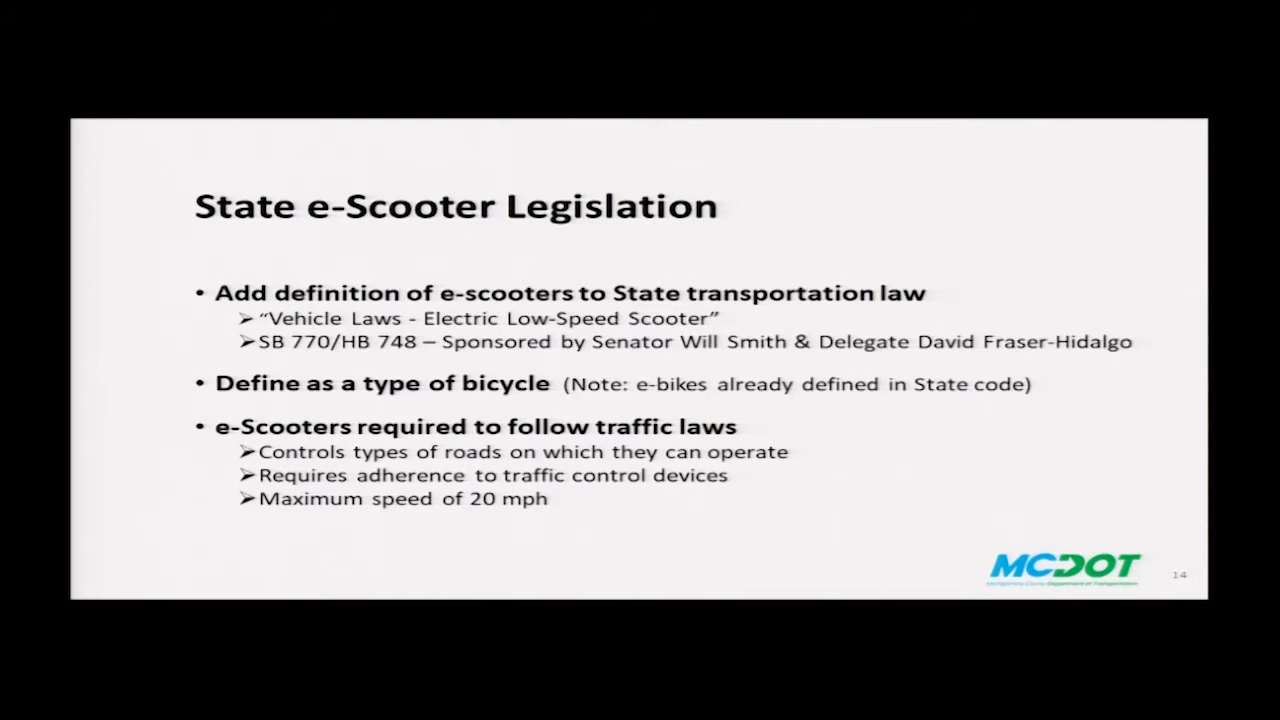 State e-Scooter Legislation
• Add definition of e-scooters to State transportation law
➢ “Vehicle Laws - Electric Low-Speed Scooter”
➢ SB 770/HB 748 – Sponsored by Senator Will Smith & Delegate David Fraser-Hidalgo
• Define as a type of bicycle (Note: e-bikes already defined in State code)
• e-Scooters required to follow traffic laws
➢ Controls types of roads on which they can operate
➢ Requires adherence to traffic control devices
➢ Maximum speed of 20 mph
MCDOT
Montgomery County Department of Transportation
14